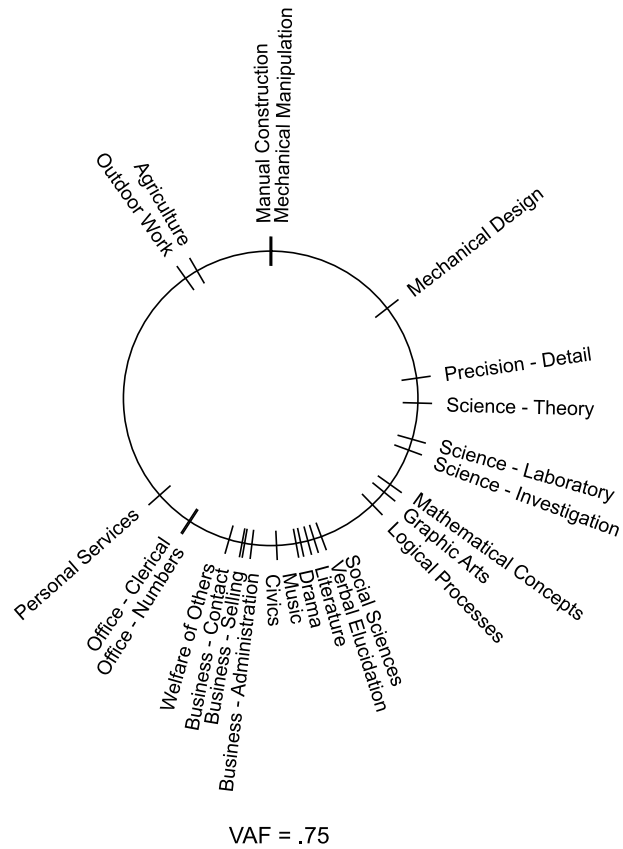 Manual Construction
Mechanical Manipulation
Mechanical Design
Precision - Detail
Science - Theory
Science - Laboratory
Science - Investigation
Mathematical Concepts
Graphic Arts
Logical Processes
Social Sciences
Verbal Elucidation
Literature
Drama
Music
Civics
Business - Administration
Business - Selling
Business - Contact
Welfare of Others
Office - Numbers
Office - Clerical
Personal Services
Outdoor Work
Agriculture
VAF = .75